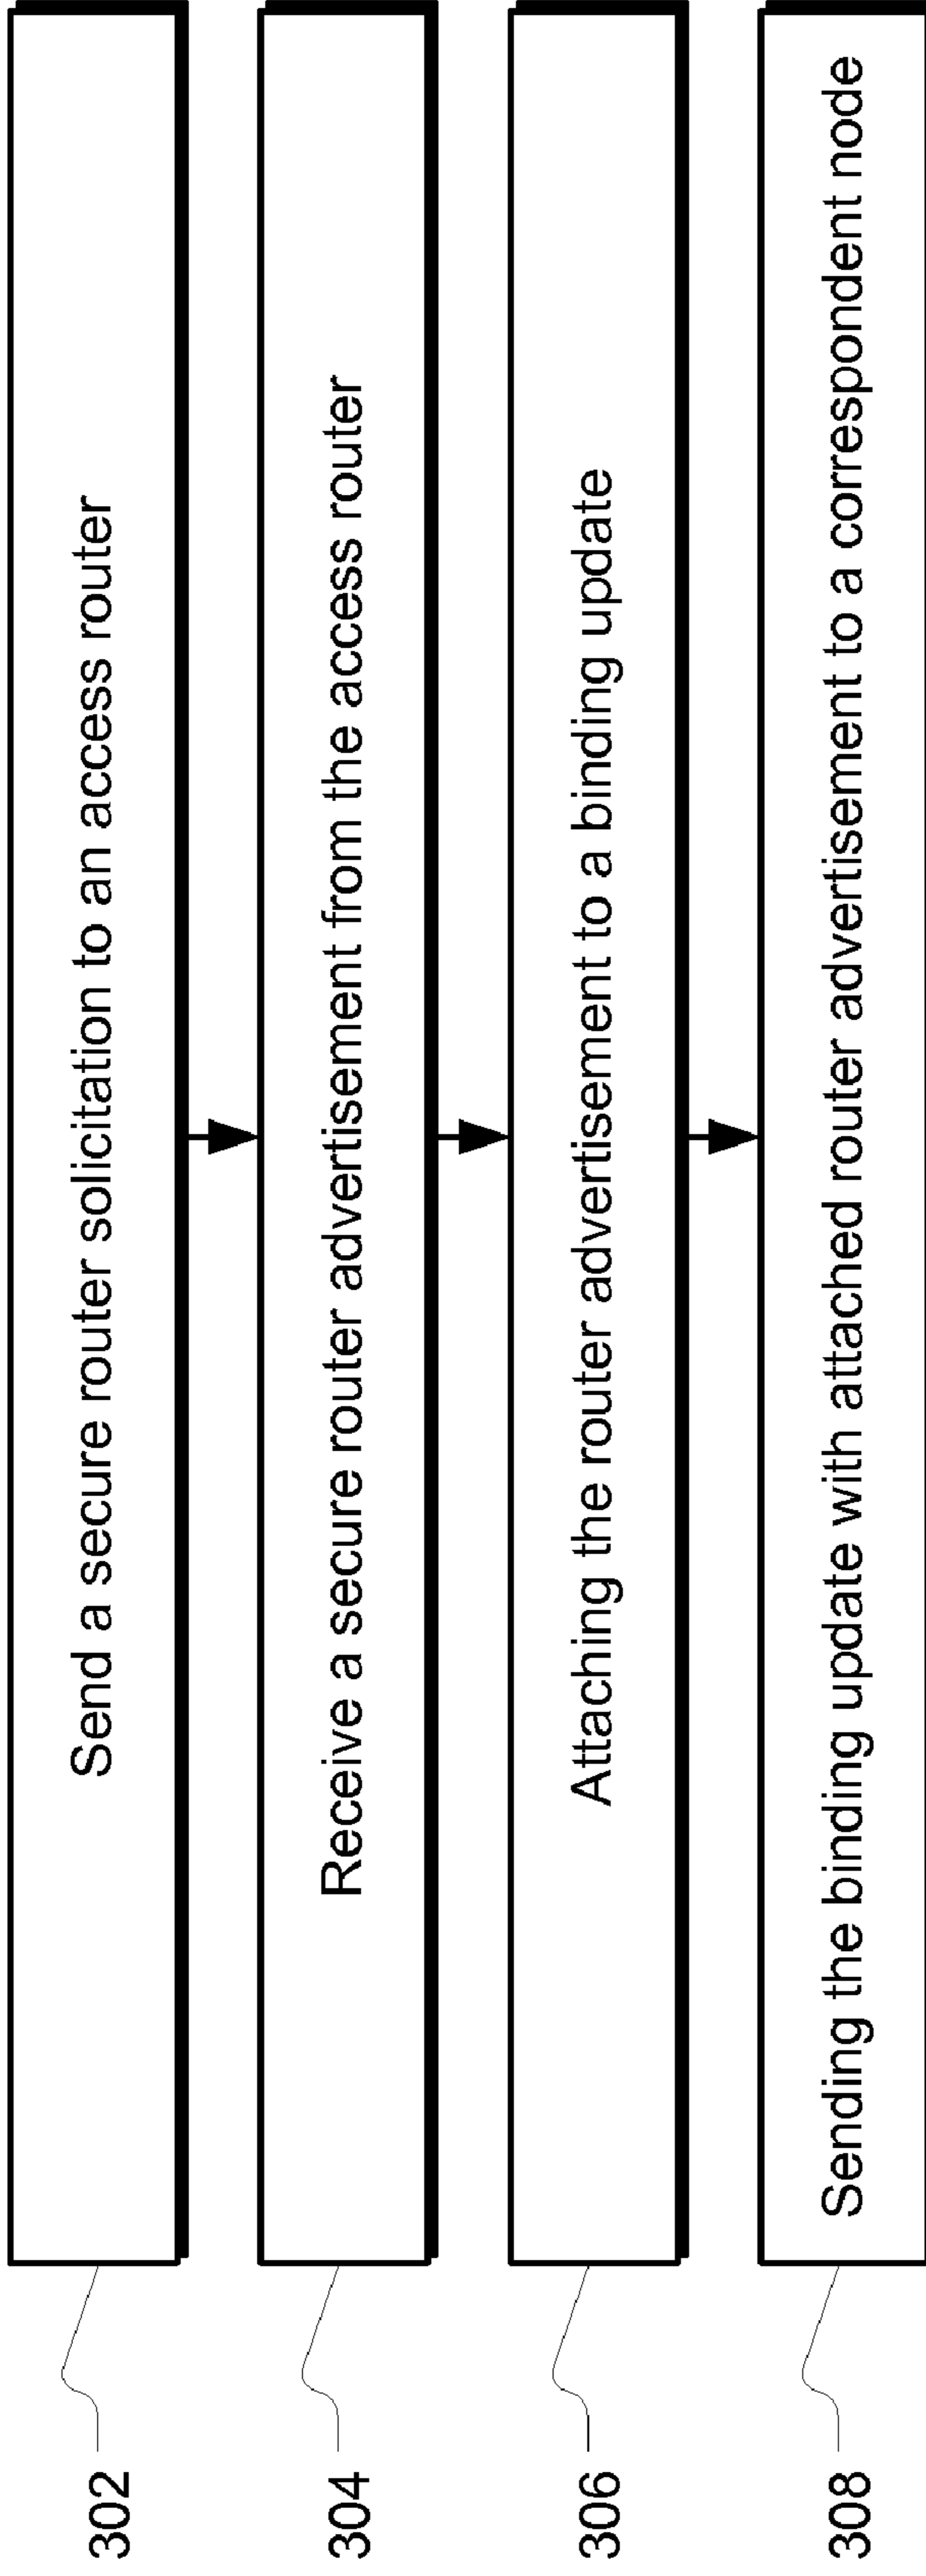 302
Send a secure router solicitation to an access router
304
Receive a secure router advertisement from the access router
306
Attaching the router advertisement to a binding update
308
Sending the binding update with attached router advertisement to a correspondent node